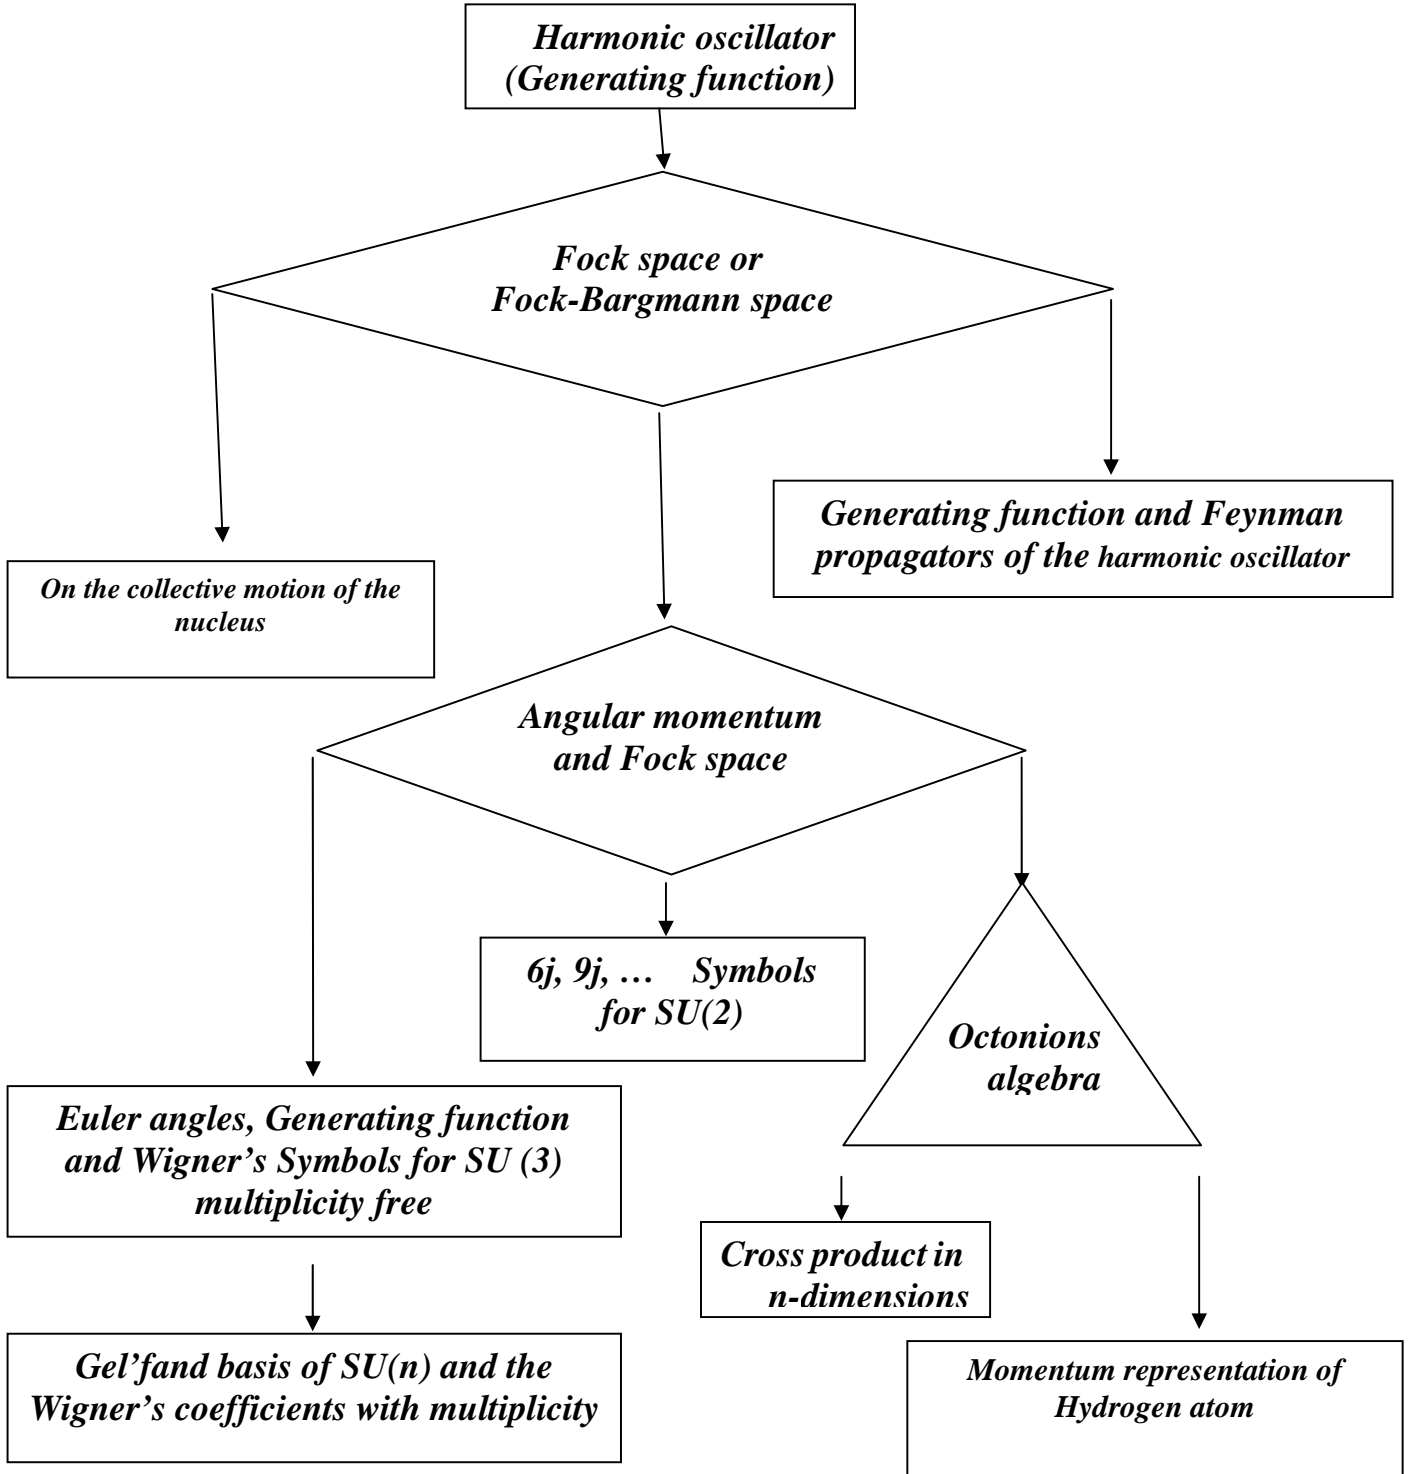 Harmonic oscillator
(Generating function)
Fock space or
Fock-Bargmann space
Generating function and Feynman
propagators of the harmonic oscillator
On the collective motion of the
nucleus
Angular momentum
and Fock space
6j, 9j, … Symbols
for SU(2)
Octonions
algebra
Euler angles, Generating function
and Wigner’s Symbols for SU (3)
multiplicity free
Cross product in
n-dimensions
Gel’fand basis of SU(n) and the
Wigner’s coefficients with multiplicity
Momentum representation of
Hydrogen atom